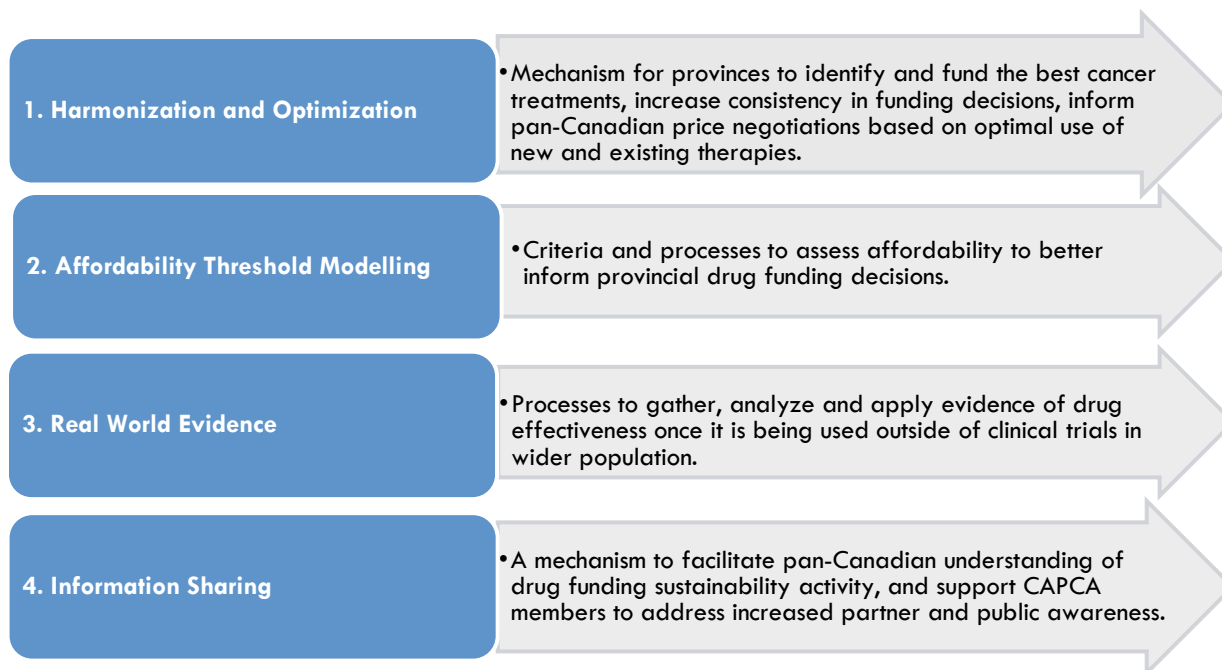 1. Harmonization and Optimization
•Mechanism for provinces to identify and fund the best cancer
treatments, increase consistency in funding decisions, inform
pan-Canadian price negotiations based on optimal use of
new and existing therapies.
2. Affordability Threshold Modelling
•Criteria and processes to assess affordability to better
inform provincial drug funding decisions.
3. Real World Evidence
•Processes to gather, analyze and apply evidence of drug
effectiveness once it is being used outside of clinical trials in
wider population.
4. Information Sharing
•A mechanism to facilitate pan-Canadian understanding of
drug funding sustainability activity, and support CAPCA
members to address increased partner and public awareness.